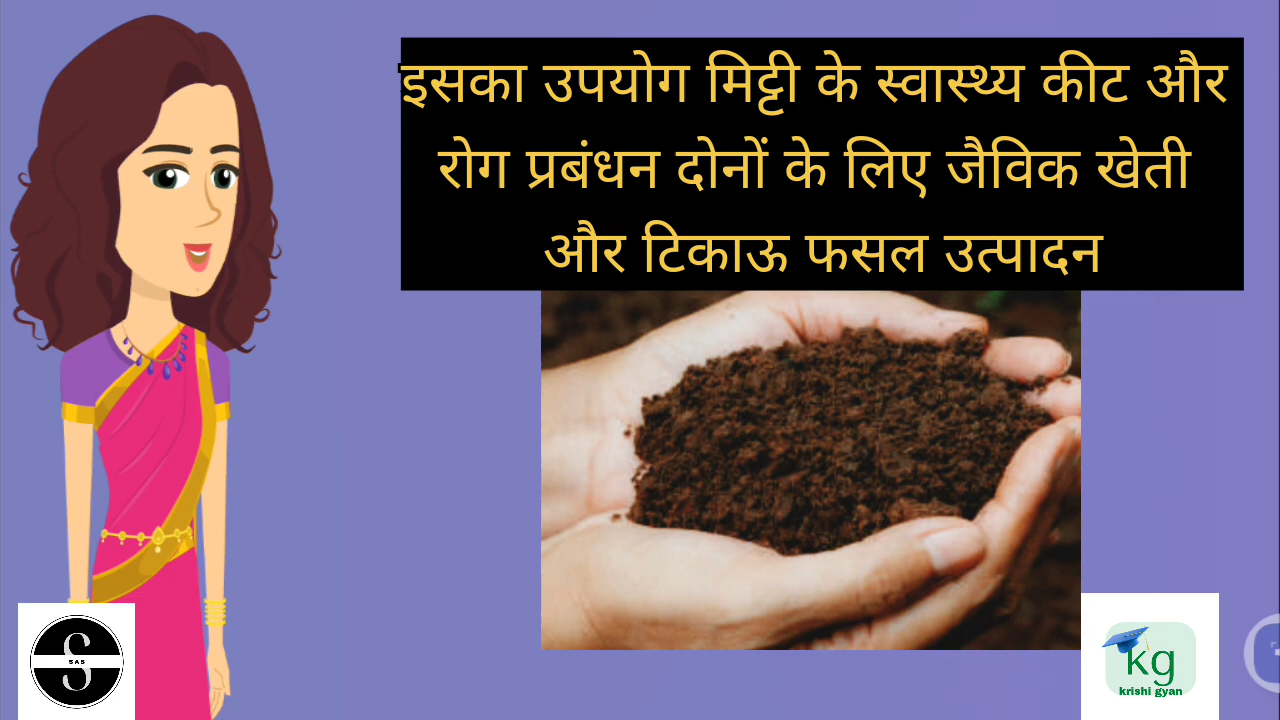 इसका उपयोग मिट्टी के स्वास्थ्य कीट और
रोग प्रबंधन दोनों के लिए जैविक खेती
और टिकाऊ फसल उत्पादन
SAS
kg
krishi gyan